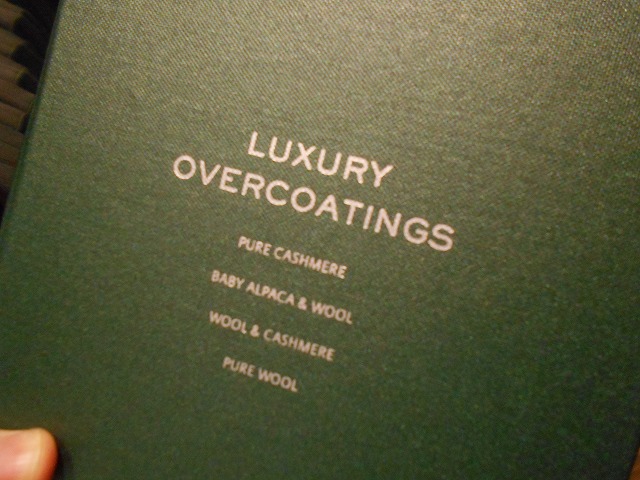 LUXURY
OVERCOATINGS
PURE CASHMERE
BABY ALPACA & WOOL
WOOL & CASHMERE
PURE WOOL